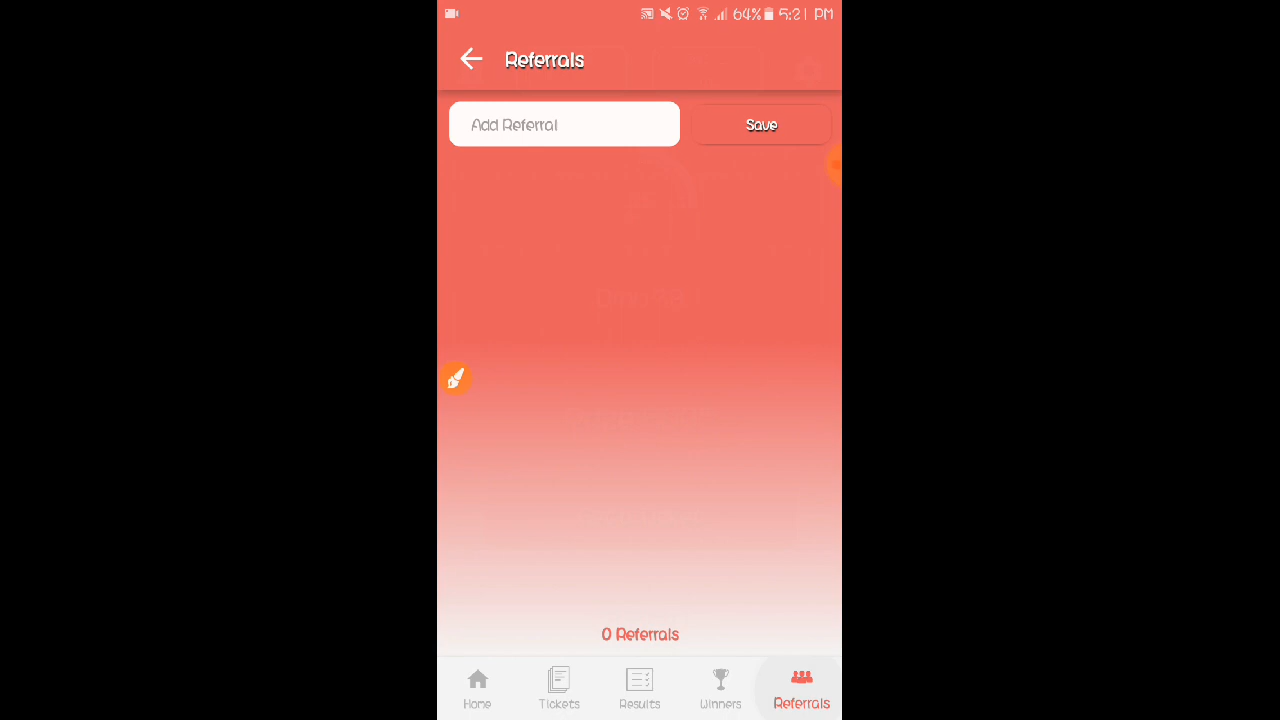 64% 5:21 PM
Referrals
Add Referral
Save
0 Referrals
Home Tickets Results Winners Referrals